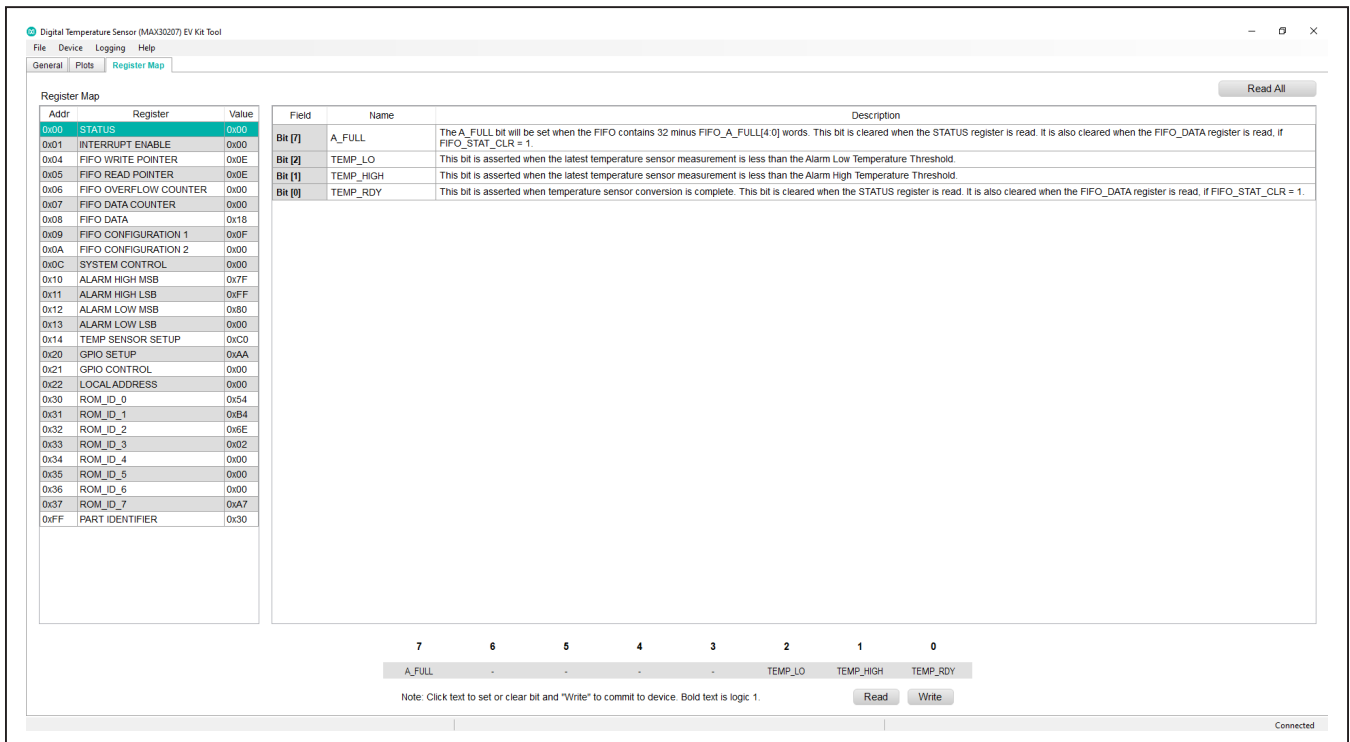 Digital Temperature Sensor (MAX30207) EV Kit Tool
File Device Logging Help
General Plots Register Map
Read All
Register Map
Addr Register Value
0x00 STATUS 0x00
0x01 INTERRUPT ENABLE 0x00
0x04 FIFO WRITE POINTER 0x0E
0x05 FIFO READ POINTER 0x0E
0x06 FIFO OVERFLOW COUNTER 0x00
0x07 FIFO DATA COUNTER 0x00
0x08 FIFO DATA 0x18
0x09 FIFO CONFIGURATION 1 0x0F
0x0A FIFO CONFIGURATION 2 0x00
0x0C SYSTEM CONTROL 0x00
0x10 ALARM HIGH MSB 0x7F
0x11 ALARM HIGH LSB 0xFF
0x12 ALARM LOW MSB 0x80
0x13 ALARM LOW LSB 0x00
0x14 TEMP SENSOR SETUP 0xC0
0x20 GPIO SETUP 0xAA
0x21 GPIO CONTROL 0x00
0x22 LOCAL ADDRESS 0x00
0x30 ROM_ID_0 0x54
0x31 ROM_ID_1 0xB4
0x32 ROM_ID_2 0x6E
0x33 ROM_ID_3 0x02
0x34 ROM_ID_4 0x00
0x35 ROM_ID_5 0x00
0x36 ROM_ID_6 0x00
0x37 ROM_ID_7 0xA7
0xFF PART IDENTIFIER 0x30
Field Name Description
Bit [7] A_FULL The A_FULL bit will be set when the FIFO contains 32 minus FIFO_A_FULL[4:0] words. This bit is cleared when the STATUS register is read. It is also cleared when the FIFO_DATA register is read, if
FIFO_STAT_CLR = 1.
Bit [2] TEMP_LO This bit is asserted when the latest temperature sensor measurement is less than the Alarm Low Temperature Threshold.
Bit [1] TEMP_HIGH This bit is asserted when the latest temperature sensor measurement is less than the Alarm High Temperature Threshold.
Bit [0] TEMP_RDY This bit is asserted when temperature sensor conversion is complete. This bit is cleared when the STATUS register is read. It is also cleared when the FIFO_DATA register is read, if FIFO_STAT_CLR = 1.
7 6 5 4 3 2 1 0
A_FULL - - - - TEMP_LO TEMP_HIGH TEMP_RDY
Note: Click text to set or clear bit and "Write" to commit to device. Bold text is logic 1.
Read Write
Connected